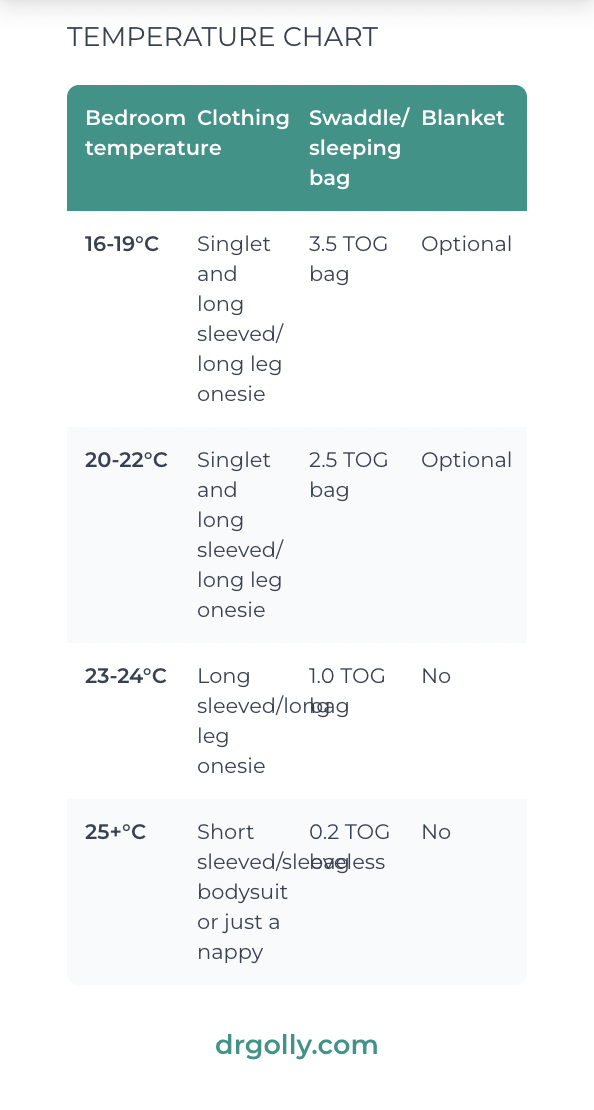 TEMPERATURE CHART
Bedroom Clothing Swaddle/ Blanket
temperature sleeping
bag
16-19°C Singlet 3.5 TOG Optional
and bag
long
sleeved/
long leg
onesie
20-22°C Singlet 2.5 TOG Optional
and bag
long
sleeved/
long leg
onesie
23-24°C Long 1.0 TOG No
sleeved/long bag
leg
onesie
25+°C Short 0.2 TOG No
sleeved/sleeveless bag
bodysuit
or just a
nappy
drgolly.com